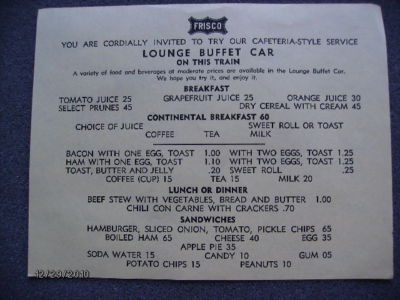 FRISCO
YOU ARE CORDIALLY INVITED TO TRY OUR CAFETERIA-STYLE SERVICE
LOUNGE BUFFET CAR
ON THIS TRAIN
A variety of food and beverages at moderate prices are available in the Lounge Buffet Car.
We hope you try it, and enjoy it.
BREAKFAST
TOMATO JUICE 25 GRAPEFRUIT JUICE 25 ORANGE JUICE 30
SELECT PRUNES 45 DRY CEREAL WITH CREAM 45
CONTINENTAL BREAKFAST 60
CHOICE OF JUICE SWEET ROLL OR TOAST
COFFEE TEA MILK
BACON WITH ONE EGG, TOAST 1.00 WITH TWO EGGS, TOAST 1.25
HAM WITH ONE EGG, TOAST 1.10 WITH TWO EGGS, TOAST 1.25
TOAST, BUTTER AND JELLY .20 SWEET ROLL .25
COFFEE (CUP) 15 TEA 15 MILK 20
LUNCH OR DINNER
BEEF STEW WITH VEGETABLES, BREAD AND BUTTER 1.00
CHILI CON CARNE WITH CRACKERS .70
SANDWICHES
HAMBURGER, SLICED ONION, TOMATO, PICKLE CHIPS 65
BOILED HAM 65 CHEESE 40 EGG 35
APPLE PIE 35
SODA WATER 15 CANDY 10 GUM 05
POTATO CHIPS 15 PEANUTS 10
12/29/2010